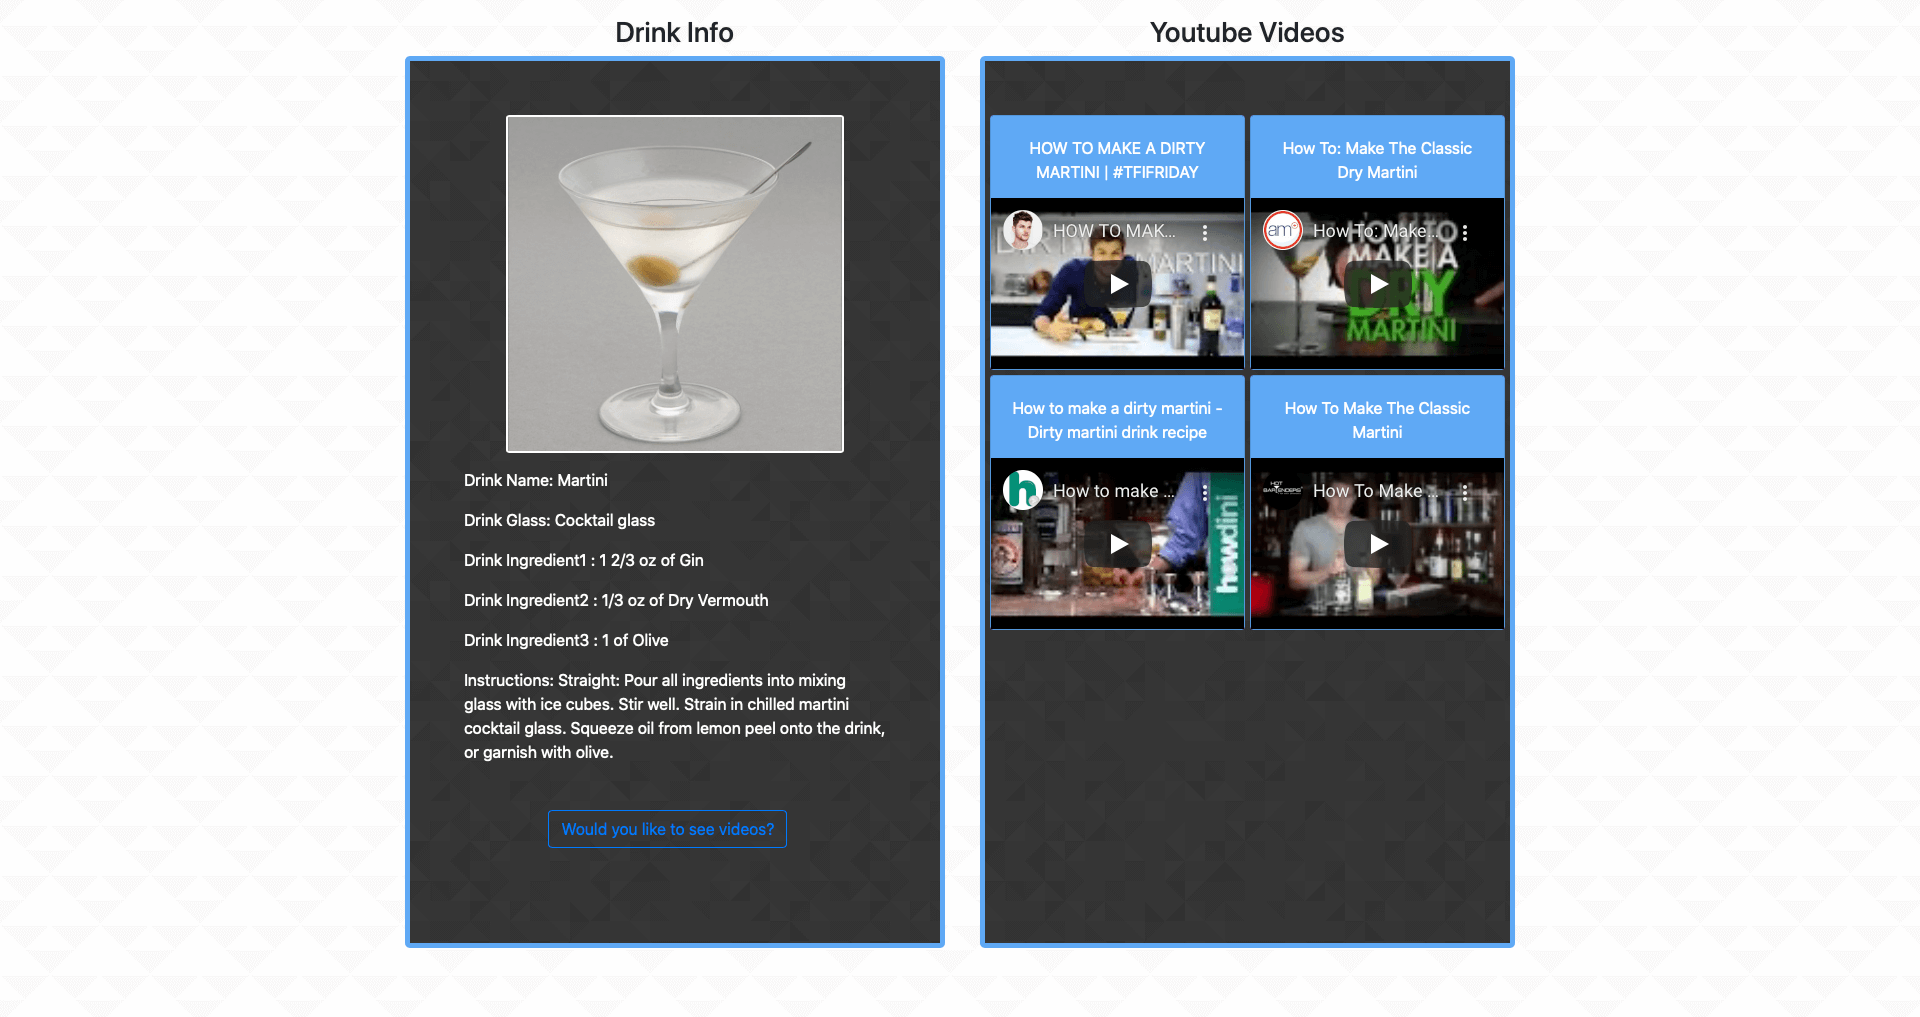 Drink Info
Drink Name: Martini
Drink Glass: Cocktail glass
Drink Ingredient1 : 1 2/3 oz of Gin
Drink Ingredient2 : 1/3 oz of Dry Vermouth
Drink Ingredient3 : 1 of Olive
Instructions: Straight: Pour all ingredients into mixing
glass with ice cubes. Stir well. Strain in chilled martini
cocktail glass. Squeeze oil from lemon peel onto the drink,
or garnish with olive.
Would you like to see videos?
Youtube Videos
HOW TO MAKE A DIRTY
MARTINI | #TFIFRIDAY
HOW TO MAK...
DIR
MARTINI
How To: Make The Classic
Dry Martini
am
How To: Make...
HOW TO
MAKE A
DRY
MARTINI
How to make a dirty martini -
Dirty martini drink recipe
h
How to make ...
howdini
How To Make The Classic
Martini
HOT
BARTENDERS
How To Make ...